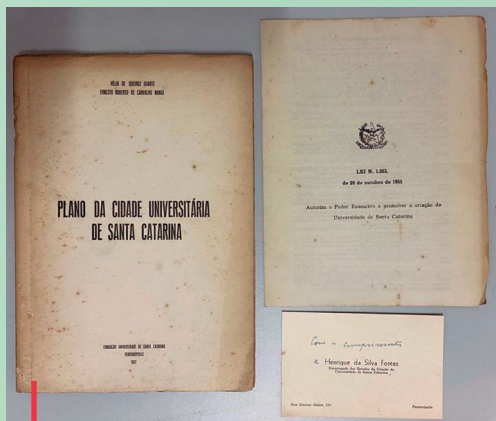 HÉLIO DE QUEIROZ DUARTE
ERNESTO ROBERTO DE CARVALHO MANGE
PLANO DA CIDADE UNIVERSITÁRIA
DE SANTA CATARINA
FUNDAÇÃO UNIVERSIDADE DE SANTA CATARINA
FLORIANÓPOLIS
1957
LEI N. 1.362,
de 29 de outubro de 1955
Autoriza o Poder Executivo a promover a criação da
Universidade de Santa Catarina
Com os cumprimentos
Henrique da Silva Fontes
Encarregado dos Estudos da Criação da
Universidade de Santa Catarina
Florianópolis